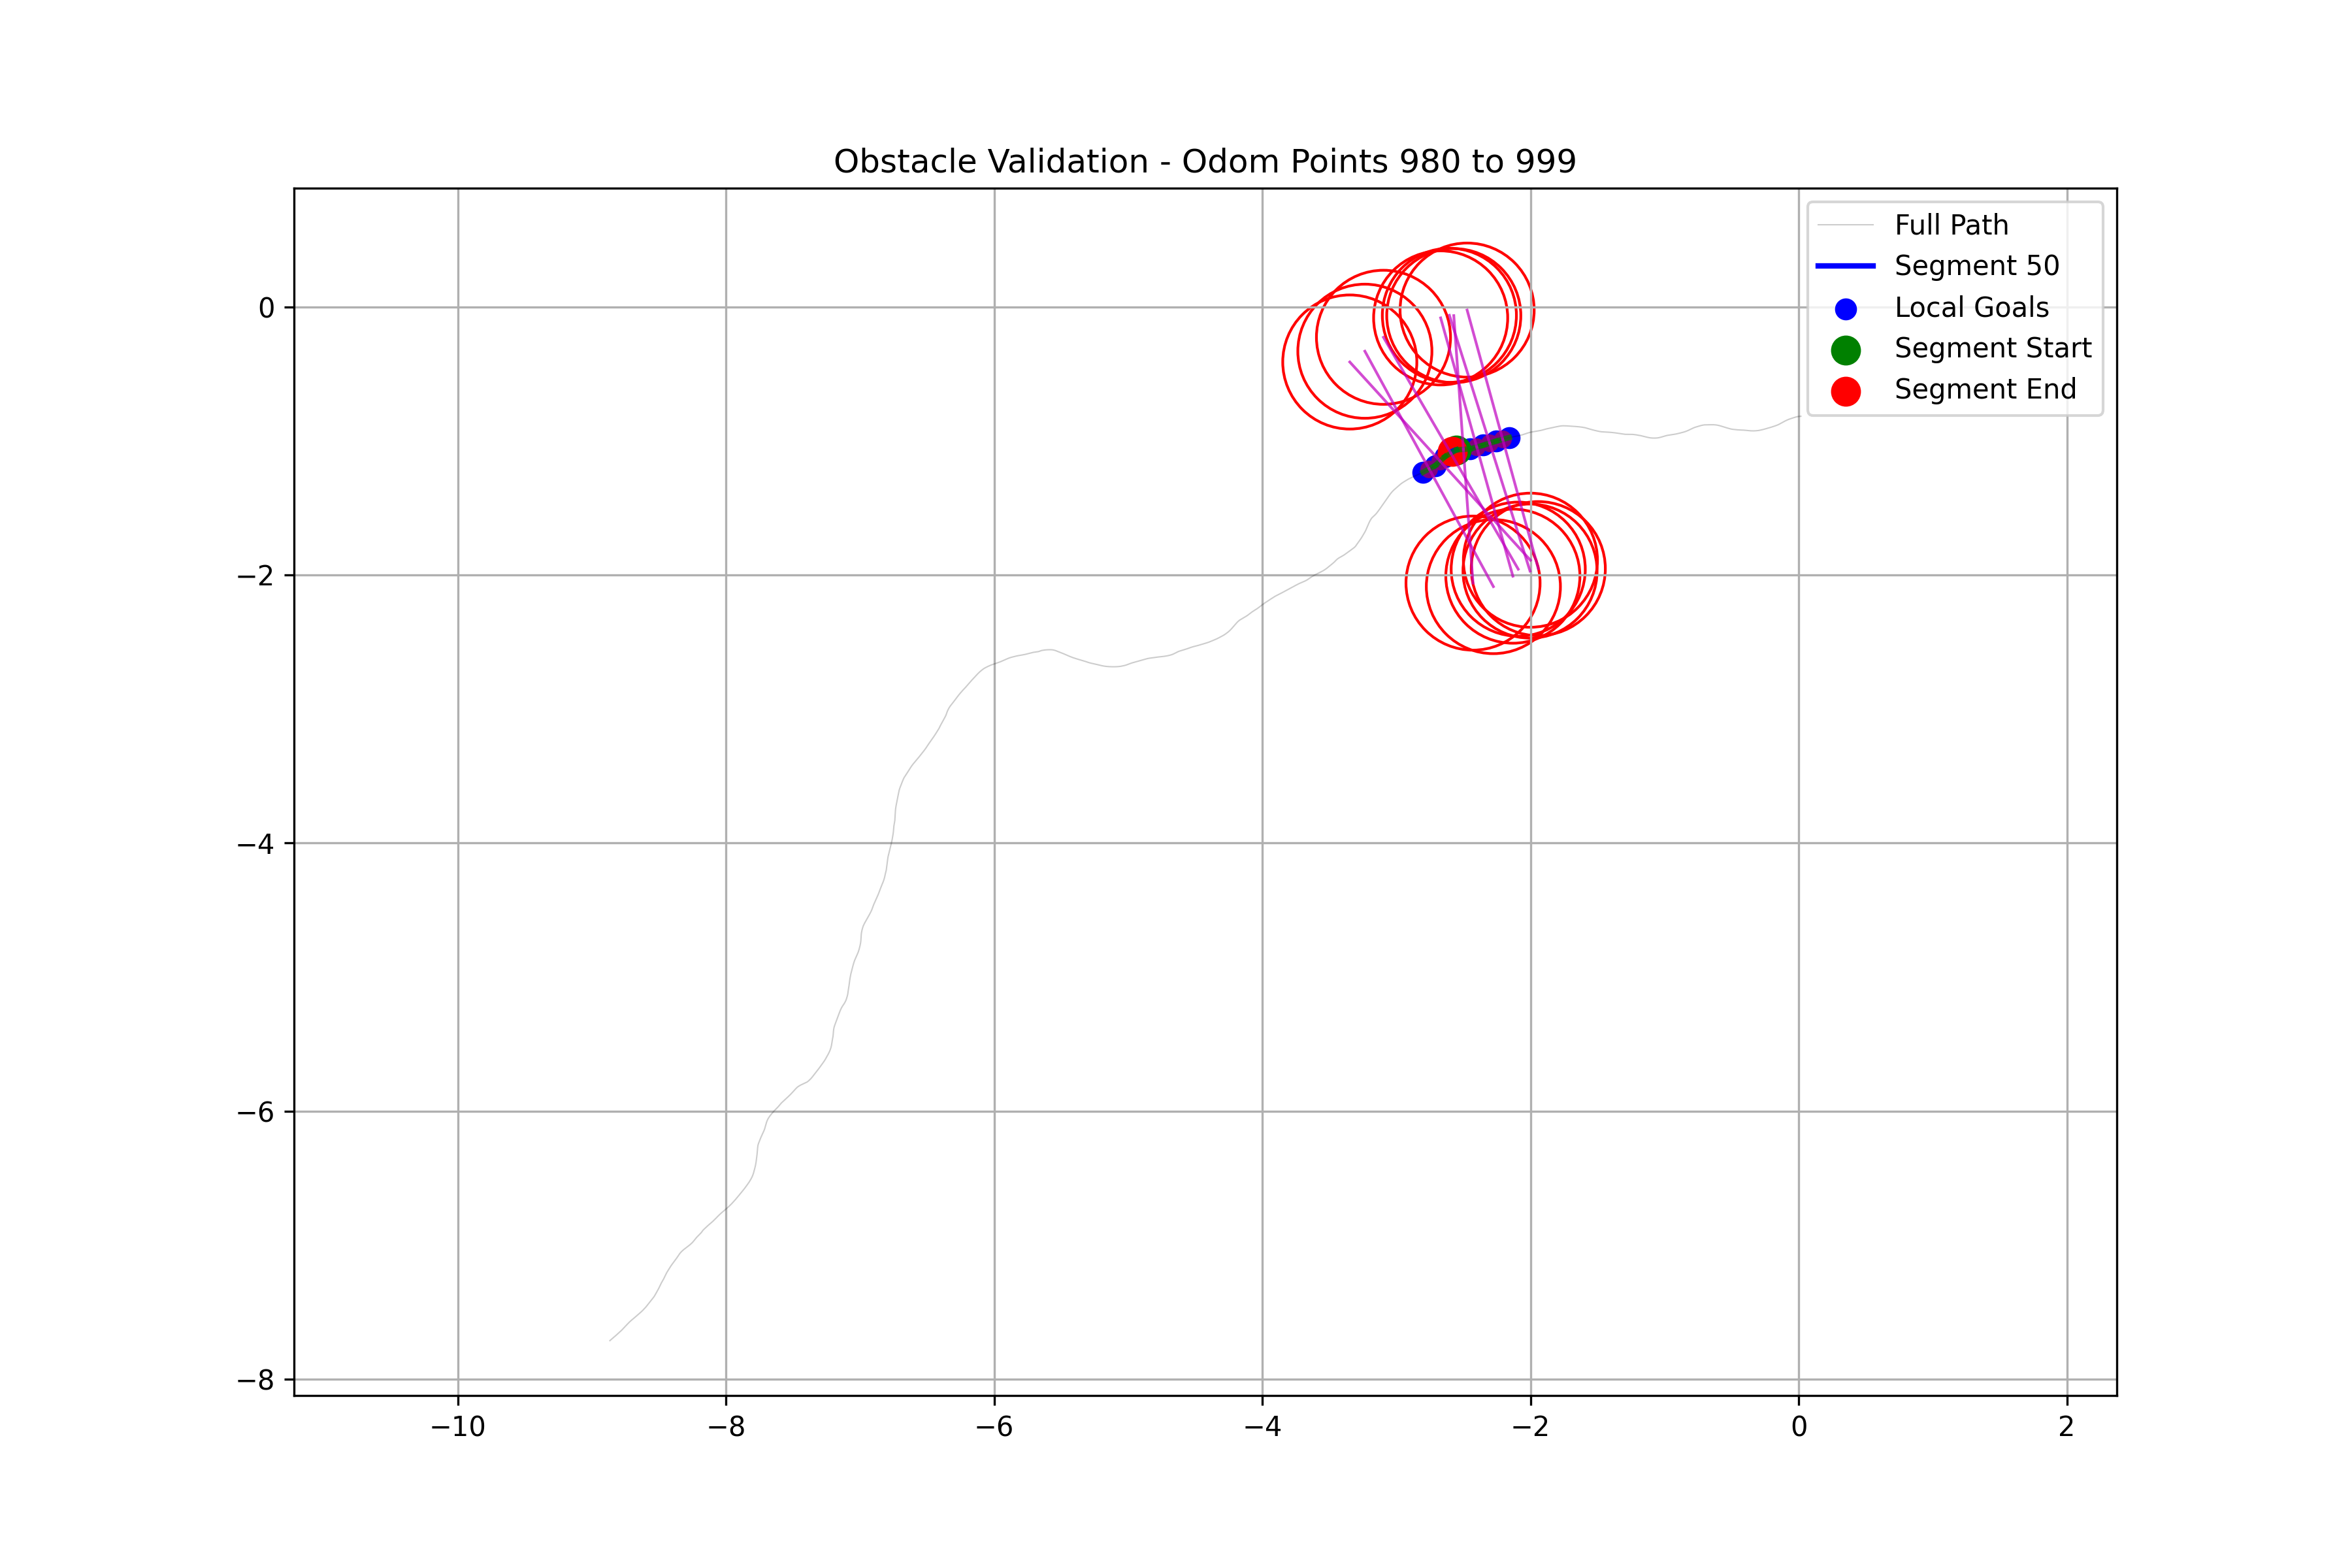 Obstacle Validation - Odom Points 980 to 999
Full Path
Segment 50
Local Goals
Segment Start
Segment End
0
−2
−4
−6
−8
−10
−8
−6
−4
−2
0
2